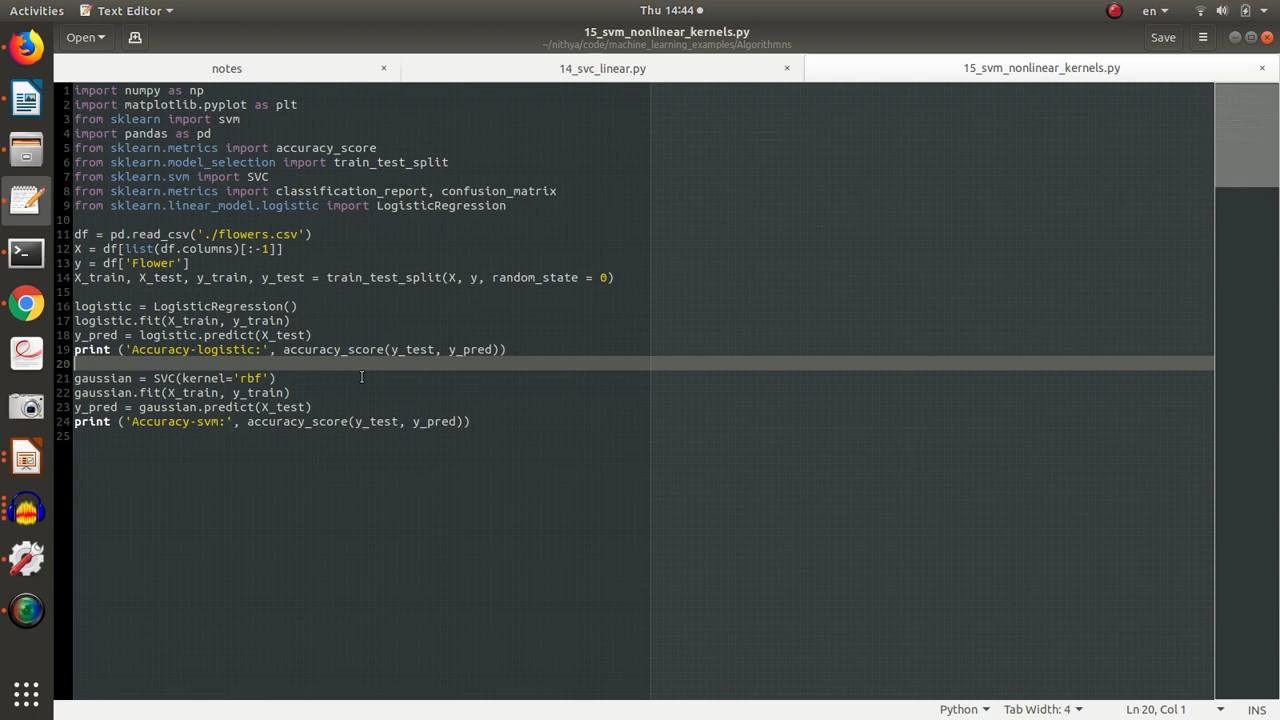 Activities
Text Editor
Thu 14:44
en
Open
15_svm_nonlinear_kernels.py
~/nithya/code/machine_learning_examples/Algorithmns
Save
notes
14_svc_linear.py
15_svm_nonlinear_kernels.py
1 import numpy as np
2 import matplotlib.pyplot as plt
3 from sklearn import svm
4 import pandas as pd
5 from sklearn.metrics import accuracy_score
6 from sklearn.model_selection import train_test_split
7 from sklearn.svm import SVC
8 from sklearn.metrics import classification_report, confusion_matrix
9 from sklearn.linear_model.logistic import LogisticRegression
10
11 df = pd.read_csv('./flowers.csv')
12 X = df[list(df.columns)[:-1]]
13 y = df['Flower']
14 X_train, X_test, y_train, y_test = train_test_split(X, y, random_state = 0)
15
16 logistic = LogisticRegression()
17 logistic.fit(X_train, y_train)
18 y_pred = logistic.predict(X_test)
19 print ('Accuracy-logistic:', accuracy_score(y_test, y_pred))
20
21 gaussian = SVC(kernel='rbf')
22 gaussian.fit(X_train, y_train)
23 y_pred = gaussian.predict(X_test)
24 print ('Accuracy-svm:', accuracy_score(y_test, y_pred))
25
Python
Tab Width: 4
Ln 20, Col 1
INS